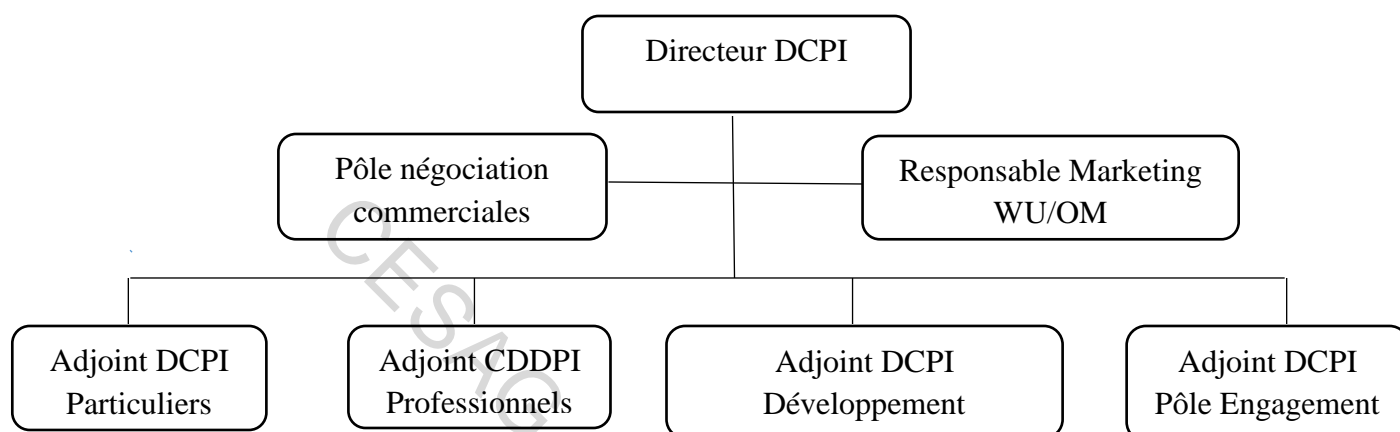 Directeur DCPI
Pôle négociation
commerciales
Responsable Marketing
WU/OM
CESAG
Adjoint DCPI
Particuliers
Adjoint CDDPI
Professionnels
Adjoint DCPI
Développement
Adjoint DCPI
Pôle Engagement